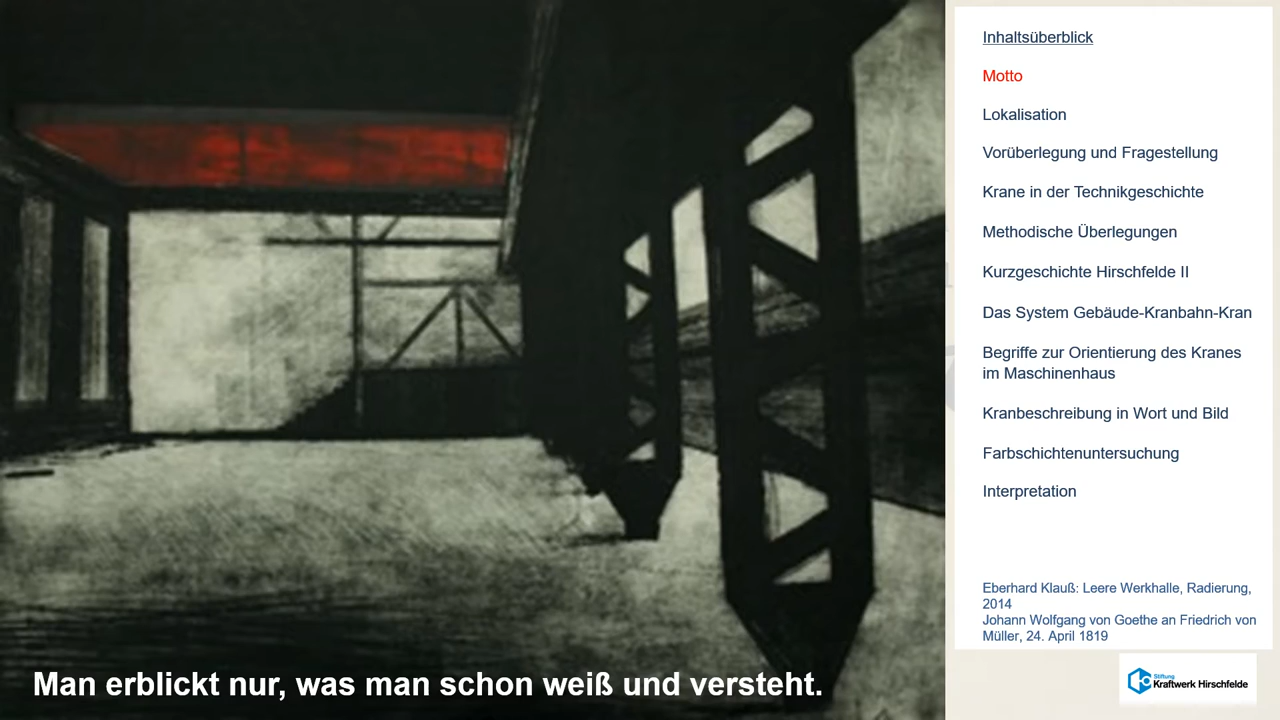 Inhaltsüberblick
Motto
Lokalisation
Vorüberlegung und Fragestellung
Krane in der Technikgeschichte
Methodische Überlegungen
Kurzgeschichte Hirschfelde II
Das System Gebäude-Kranbahn-Kran
Begriffe zur Orientierung des Kranes
im Maschinenhaus
Kranbeschreibung in Wort und Bild
Farbschichtenuntersuchung
Interpretation
Eberhard Klauß: Leere Werkhalle, Radierung,
2014
Johann Wolfgang von Goethe an Friedrich von
Müller, 24. April 1819
Man erblickt nur, was man schon weiß und versteht.
Stiftung
Kraftwerk Hirschfelde